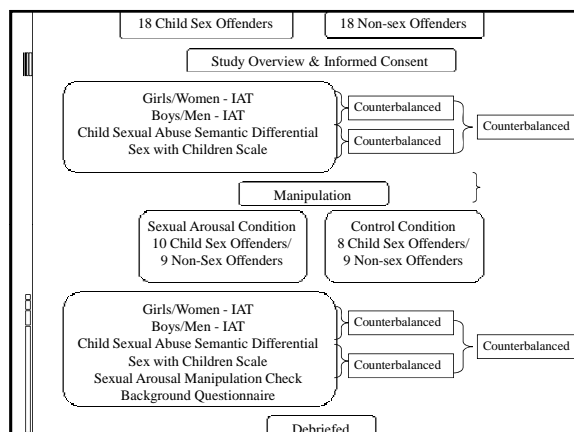 18 Child Sex Offenders
18 Non-sex Offenders
Study Overview & Informed Consent
Girls/Women - IAT
Boys/Men - IAT
Child Sexual Abuse Semantic Differential
Sex with Children Scale
Counterbalanced
Counterbalanced
Counterbalanced
Manipulation
Sexual Arousal Condition
10 Child Sex Offenders/
9 Non-Sex Offenders
Control Condition
8 Child Sex Offenders/
9 Non-sex Offenders
Girls/Women - IAT
Boys/Men - IAT
Child Sexual Abuse Semantic Differential
Sex with Children Scale
Sexual Arousal Manipulation Check
Background Questionnaire
Counterbalanced
Counterbalanced
Counterbalanced
Debriefed